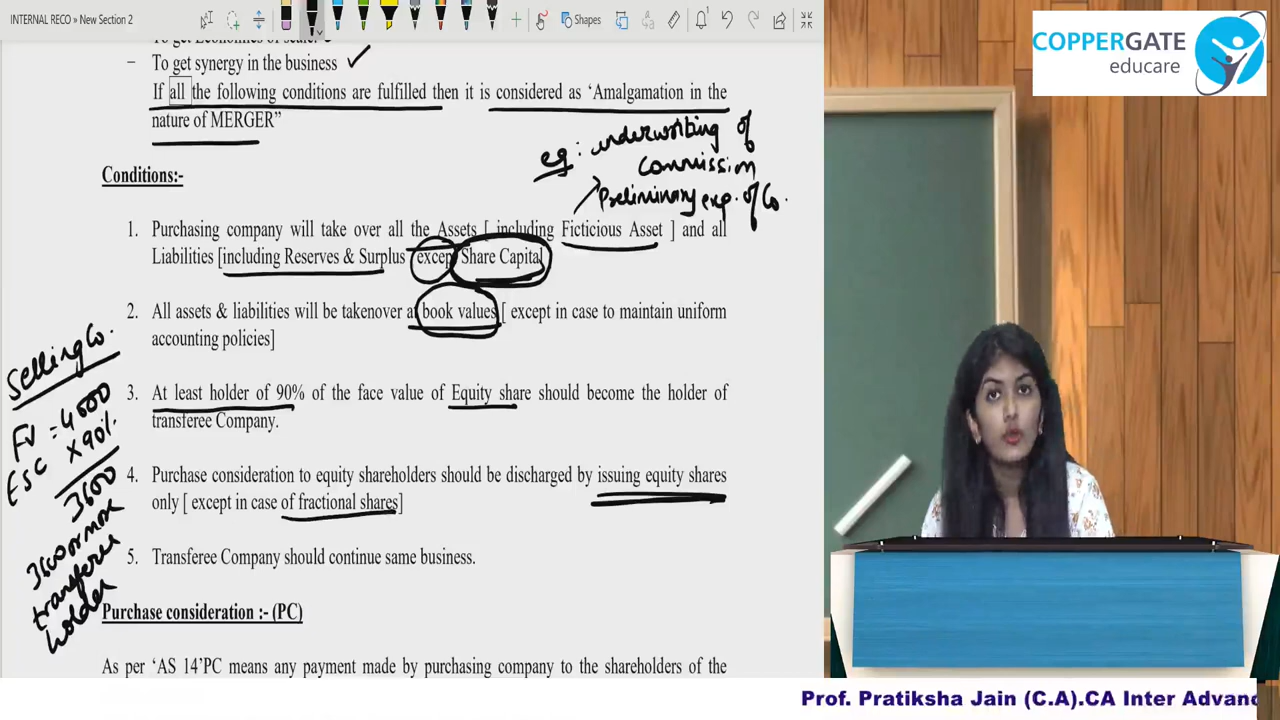 INTERNAL RECO » New Section 2
Shapes
COPPERGATE
educare
− To get synergy in the business
If all the following conditions are fulfilled then it is considered as ‘Amalgamation in the
nature of MERGER”
eg: underwriting of
Commission
Preliminary exp. of Co.
Conditions:-
1. Purchasing company will take over all the Assets [ including Ficticious Asset ] and all
Liabilities [including Reserves & Surplus except Share Capital
2. All assets & liabilities will be takenover at book values [ except in case to maintain uniform
accounting policies]
Selling Co.
3. At least holder of 90% of the face value of Equity share should become the holder of
transferee Company.
FV = 4000
ESC × 90%
3600
4. Purchase consideration to equity shareholders should be discharged by issuing equity shares
only [ except in case of fractional shares]
3600 or more
transferee
holder
5. Transferee Company should continue same business.
Purchase consideration :- (PC)
As per ‘AS 14’PC means any payment made by purchasing company to the shareholders of the
Prof. Pratiksha Jain (C.A).CA Inter Advanc